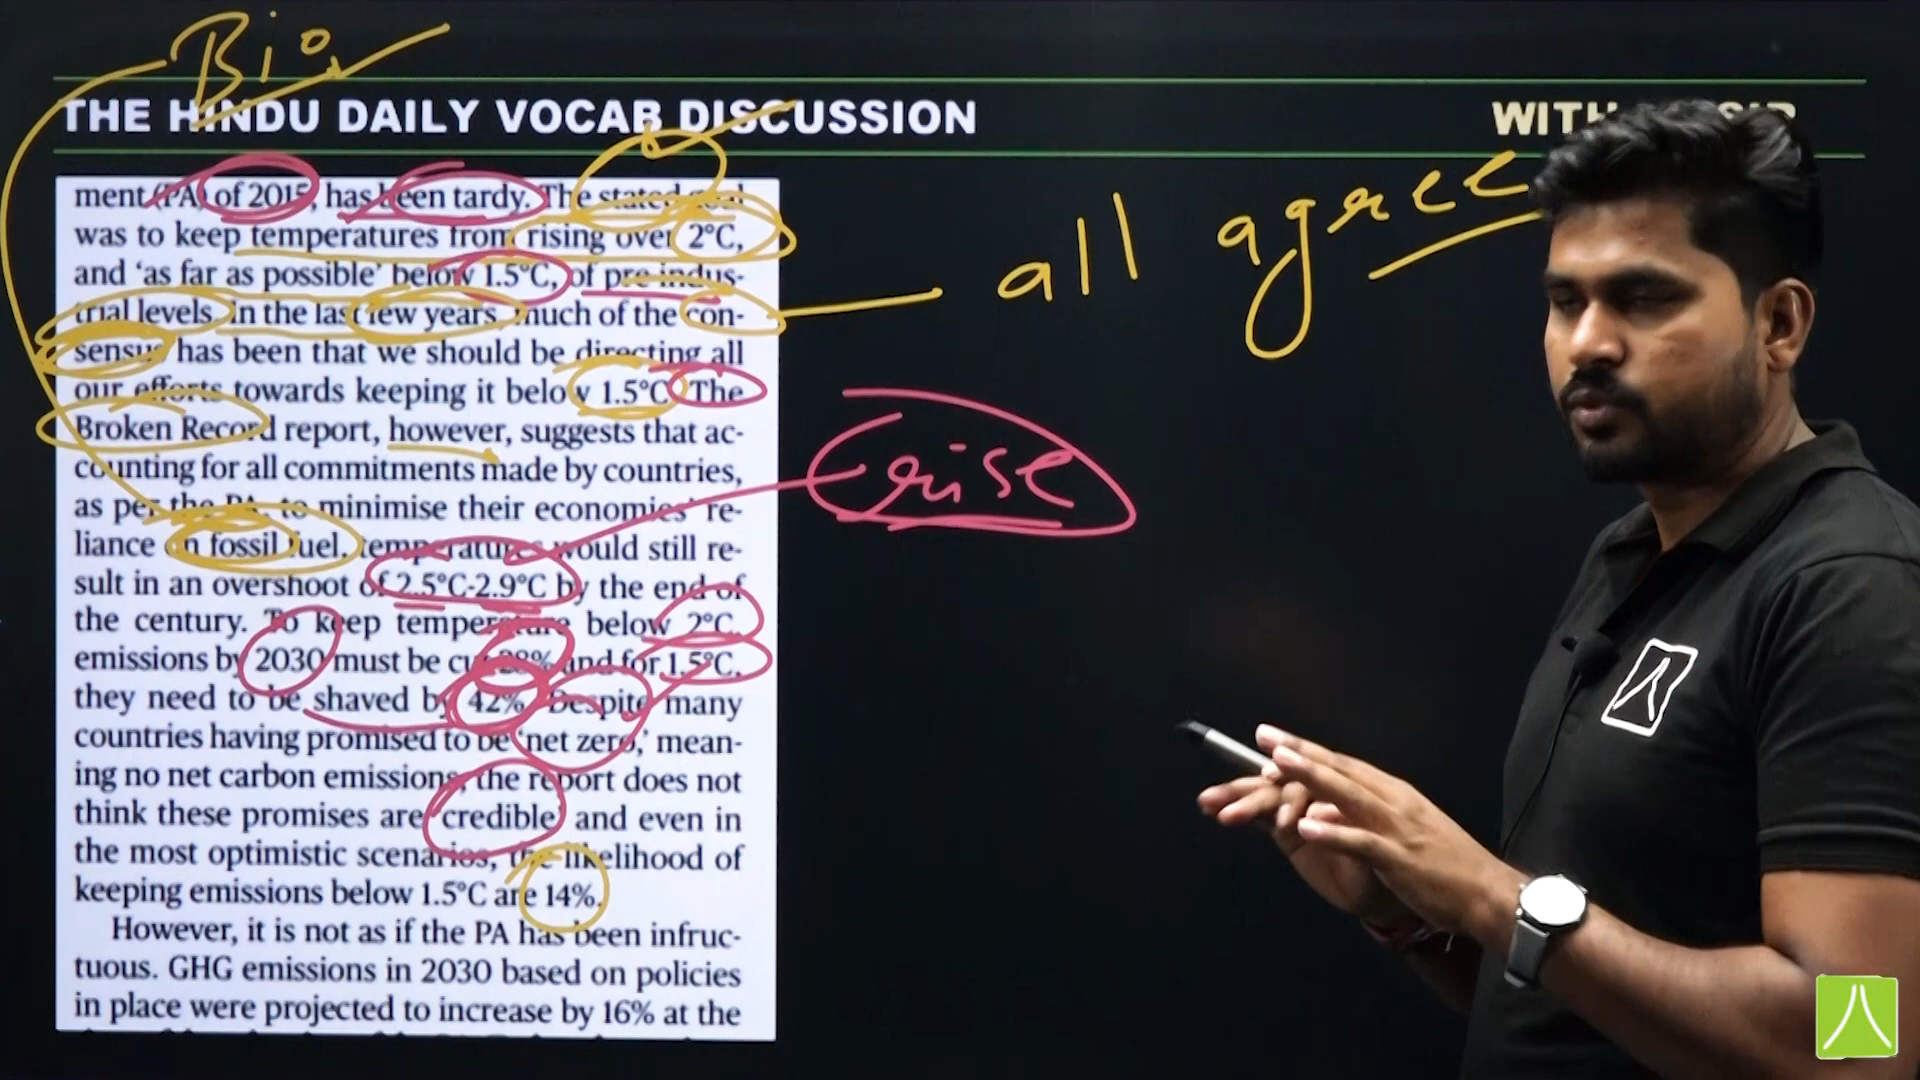 Bio
THE HINDU DAILY VOCAB DISCUSSION
WITH SIR
ment (PA) of 2015, has been tardy. The stated goal
was to keep temperatures from rising over 2°C,
and ‘as far as possible’ below 1.5°C, of pre-indus-
trial levels. In the last few years, much of the con-
sensus has been that we should be directing all
our efforts towards keeping it below 1.5°C. The
Broken Record report, however, suggests that ac-
counting for all commitments made by countries,
as per the PA, to minimise their economies’ re-
liance on fossil fuel, temperatures would still re-
sult in an overshoot of 2.5°C-2.9°C by the end of
the century. To keep temperature below 2°C,
emissions by 2030 must be cut 28% and for 1.5°C,
they need to be shaved by 42%. Despite many
countries having promised to be ‘net zero,’ mean-
ing no net carbon emissions, the report does not
think these promises are ‘credible’ and even in
the most optimistic scenarios, the likelihood of
keeping emissions below 1.5°C are 14%.
However, it is not as if the PA has been infruc-
tuous. GHG emissions in 2030 based on policies
in place were projected to increase by 16% at the
all agree
rise